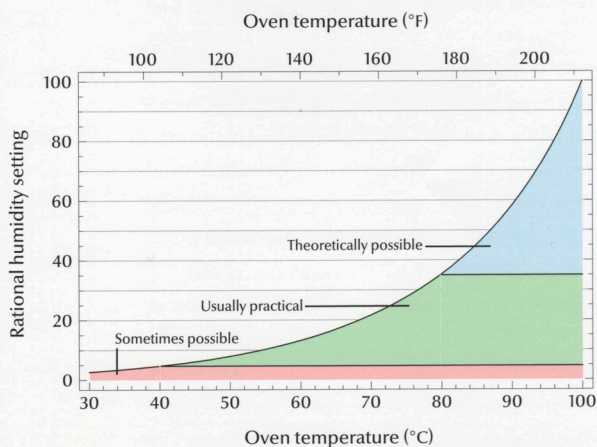 Oven temperature (°F)
100 120 140 160 180 200
Rational humidity setting
100
80
60
40
20
0
Theoretically possible
Usually practical
Sometimes possible
30 40 50 60 70 80 90 100
Oven temperature (°C)